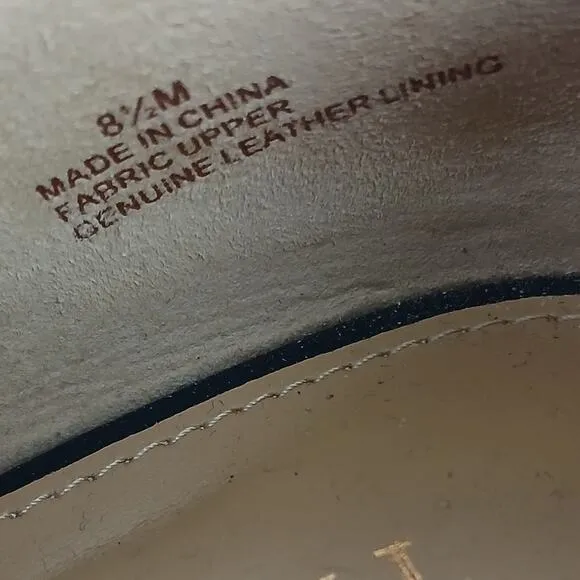 8½M
MADE IN CHINA
FABRIC UPPER
GENUINE LEATHER LINING